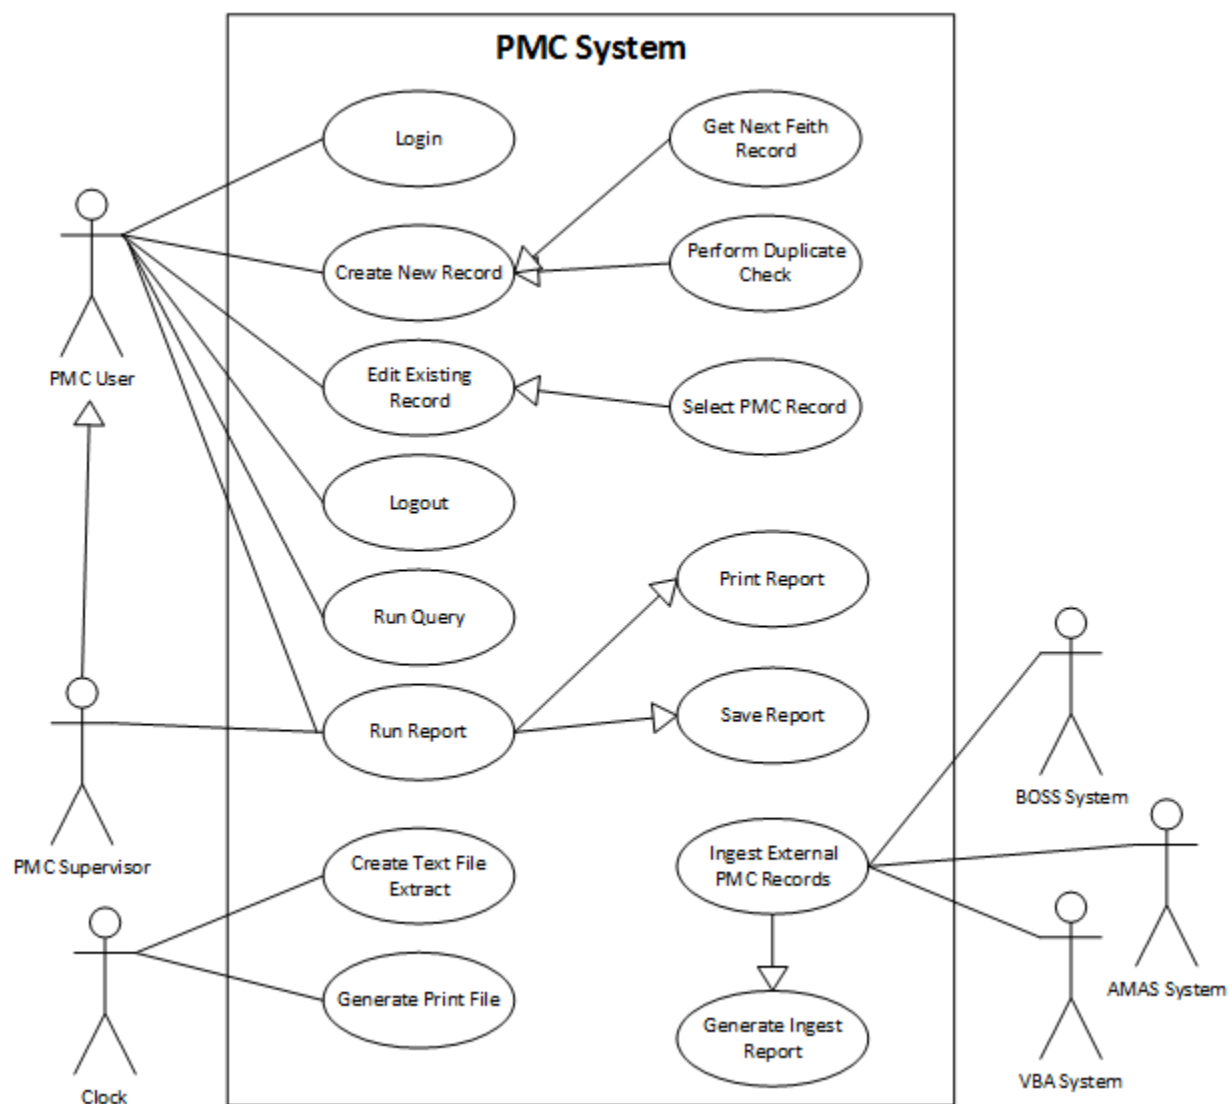 PMC System
Login
Get Next Feith
Record
Create New Record
Perform Duplicate
Check
PMC User
Edit Existing
Record
Select PMC Record
Logout
Print Report
Run Query
Run Report
Save Report
BOSS System
PMC Supervisor
Create Text File
Extract
Ingest External
PMC Records
AMAS System
Generate Print File
Generate Ingest
Report
VBA System
Clock